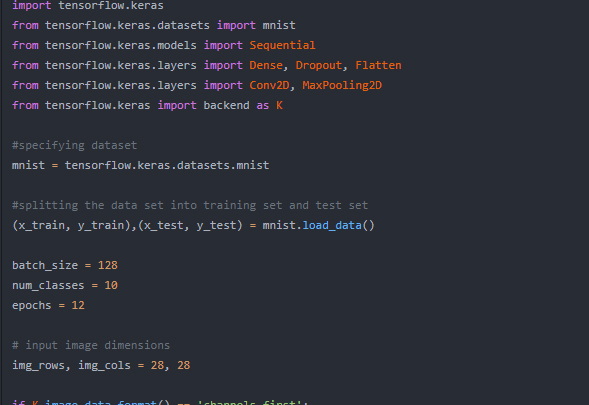 import tensorflow.keras
from tensorflow.keras.datasets import mnist
from tensorflow.keras.models import Sequential
from tensorflow.keras.layers import Dense, Dropout, Flatten
from tensorflow.keras.layers import Conv2D, MaxPooling2D
from tensorflow.keras import backend as K
#specifying dataset
mnist = tensorflow.keras.datasets.mnist
#splitting the data set into training set and test set
(x_train, y_train),(x_test, y_test) = mnist.load_data()
batch_size = 128
num_classes = 10
epochs = 12
# input image dimensions
img_rows, img_cols = 28, 28
if K.image_data_format() == 'channels_first':